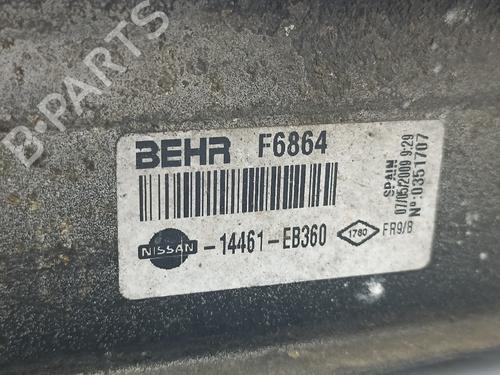 B-PARTS
BEHR F6864
NISSAN -14461-EB360 1780 FR9/B
SPAIN
07/05/2009 9:29
Nº:0351707